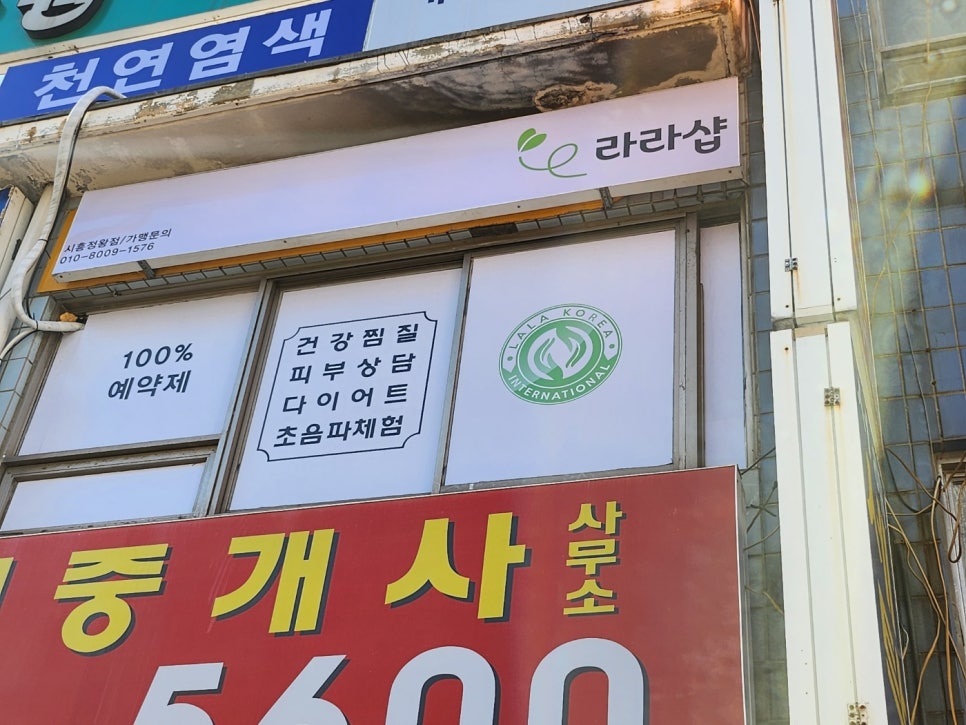 천연염색
라라샵
시흥정왕점/가맹문의
010-8009-1576
100%
예약제
건강찜질
피부상담
다이어트
초음파체험
LALA KOREA
INTERNATIONAL
중개사
사무소
5600